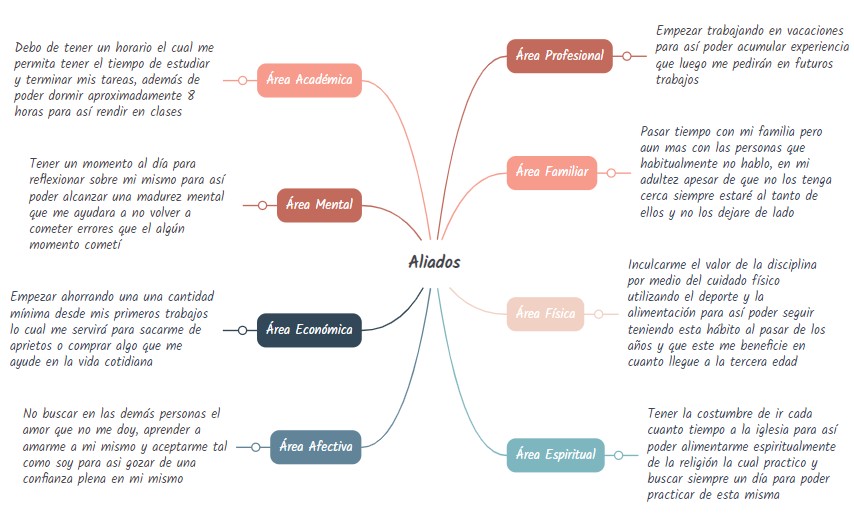 Aliados
Área Académica
Debo de tener un horario el cual me
permita tener el tiempo de estudiar
y terminar mis tareas, además de
poder dormir aproximadamente 8
horas para así rendir en clases
Área Mental
Tener un momento al día para
reflexionar sobre mi mismo para así
poder alcanzar una madurez mental
que me ayudara a no volver a
cometer errores que el algún
momento cometí
Área Económica
Empezar ahorrando una una cantidad
mínima desde mis primeros trabajos
lo cual me servirá para sacarme de
aprietos o comprar algo que me
ayude en la vida cotidiana
Área Afectiva
No buscar en las demás personas el
amor que no me doy, aprender a
amarme a mi mismo y aceptarme tal
como soy para asi gozar de una
confianza plena en mi mismo
Área Profesional
Empezar trabajando en vacaciones
para así poder acumular experiencia
que luego me pedirán en futuros
trabajos
Área Familiar
Pasar tiempo con mi familia pero
aun mas con las personas que
habitualmente no hablo, en mi
adultez apesar de que no los tenga
cerca siempre estaré al tanto de
ellos y no los dejare de lado
Área Física
Inculcarme el valor de la disciplina
por medio del cuidado físico
utilizando el deporte y la
alimentación para así poder seguir
teniendo esta hábito al pasar de los
años y que este me beneficie en
cuanto llegue a la tercera edad
Área Espiritual
Tener la costumbre de ir cada
cuanto tiempo a la iglesia para así
poder alimentarme espiritualmente
de la religión la cual practico y
buscar siempre un día para poder
practicar de esta misma